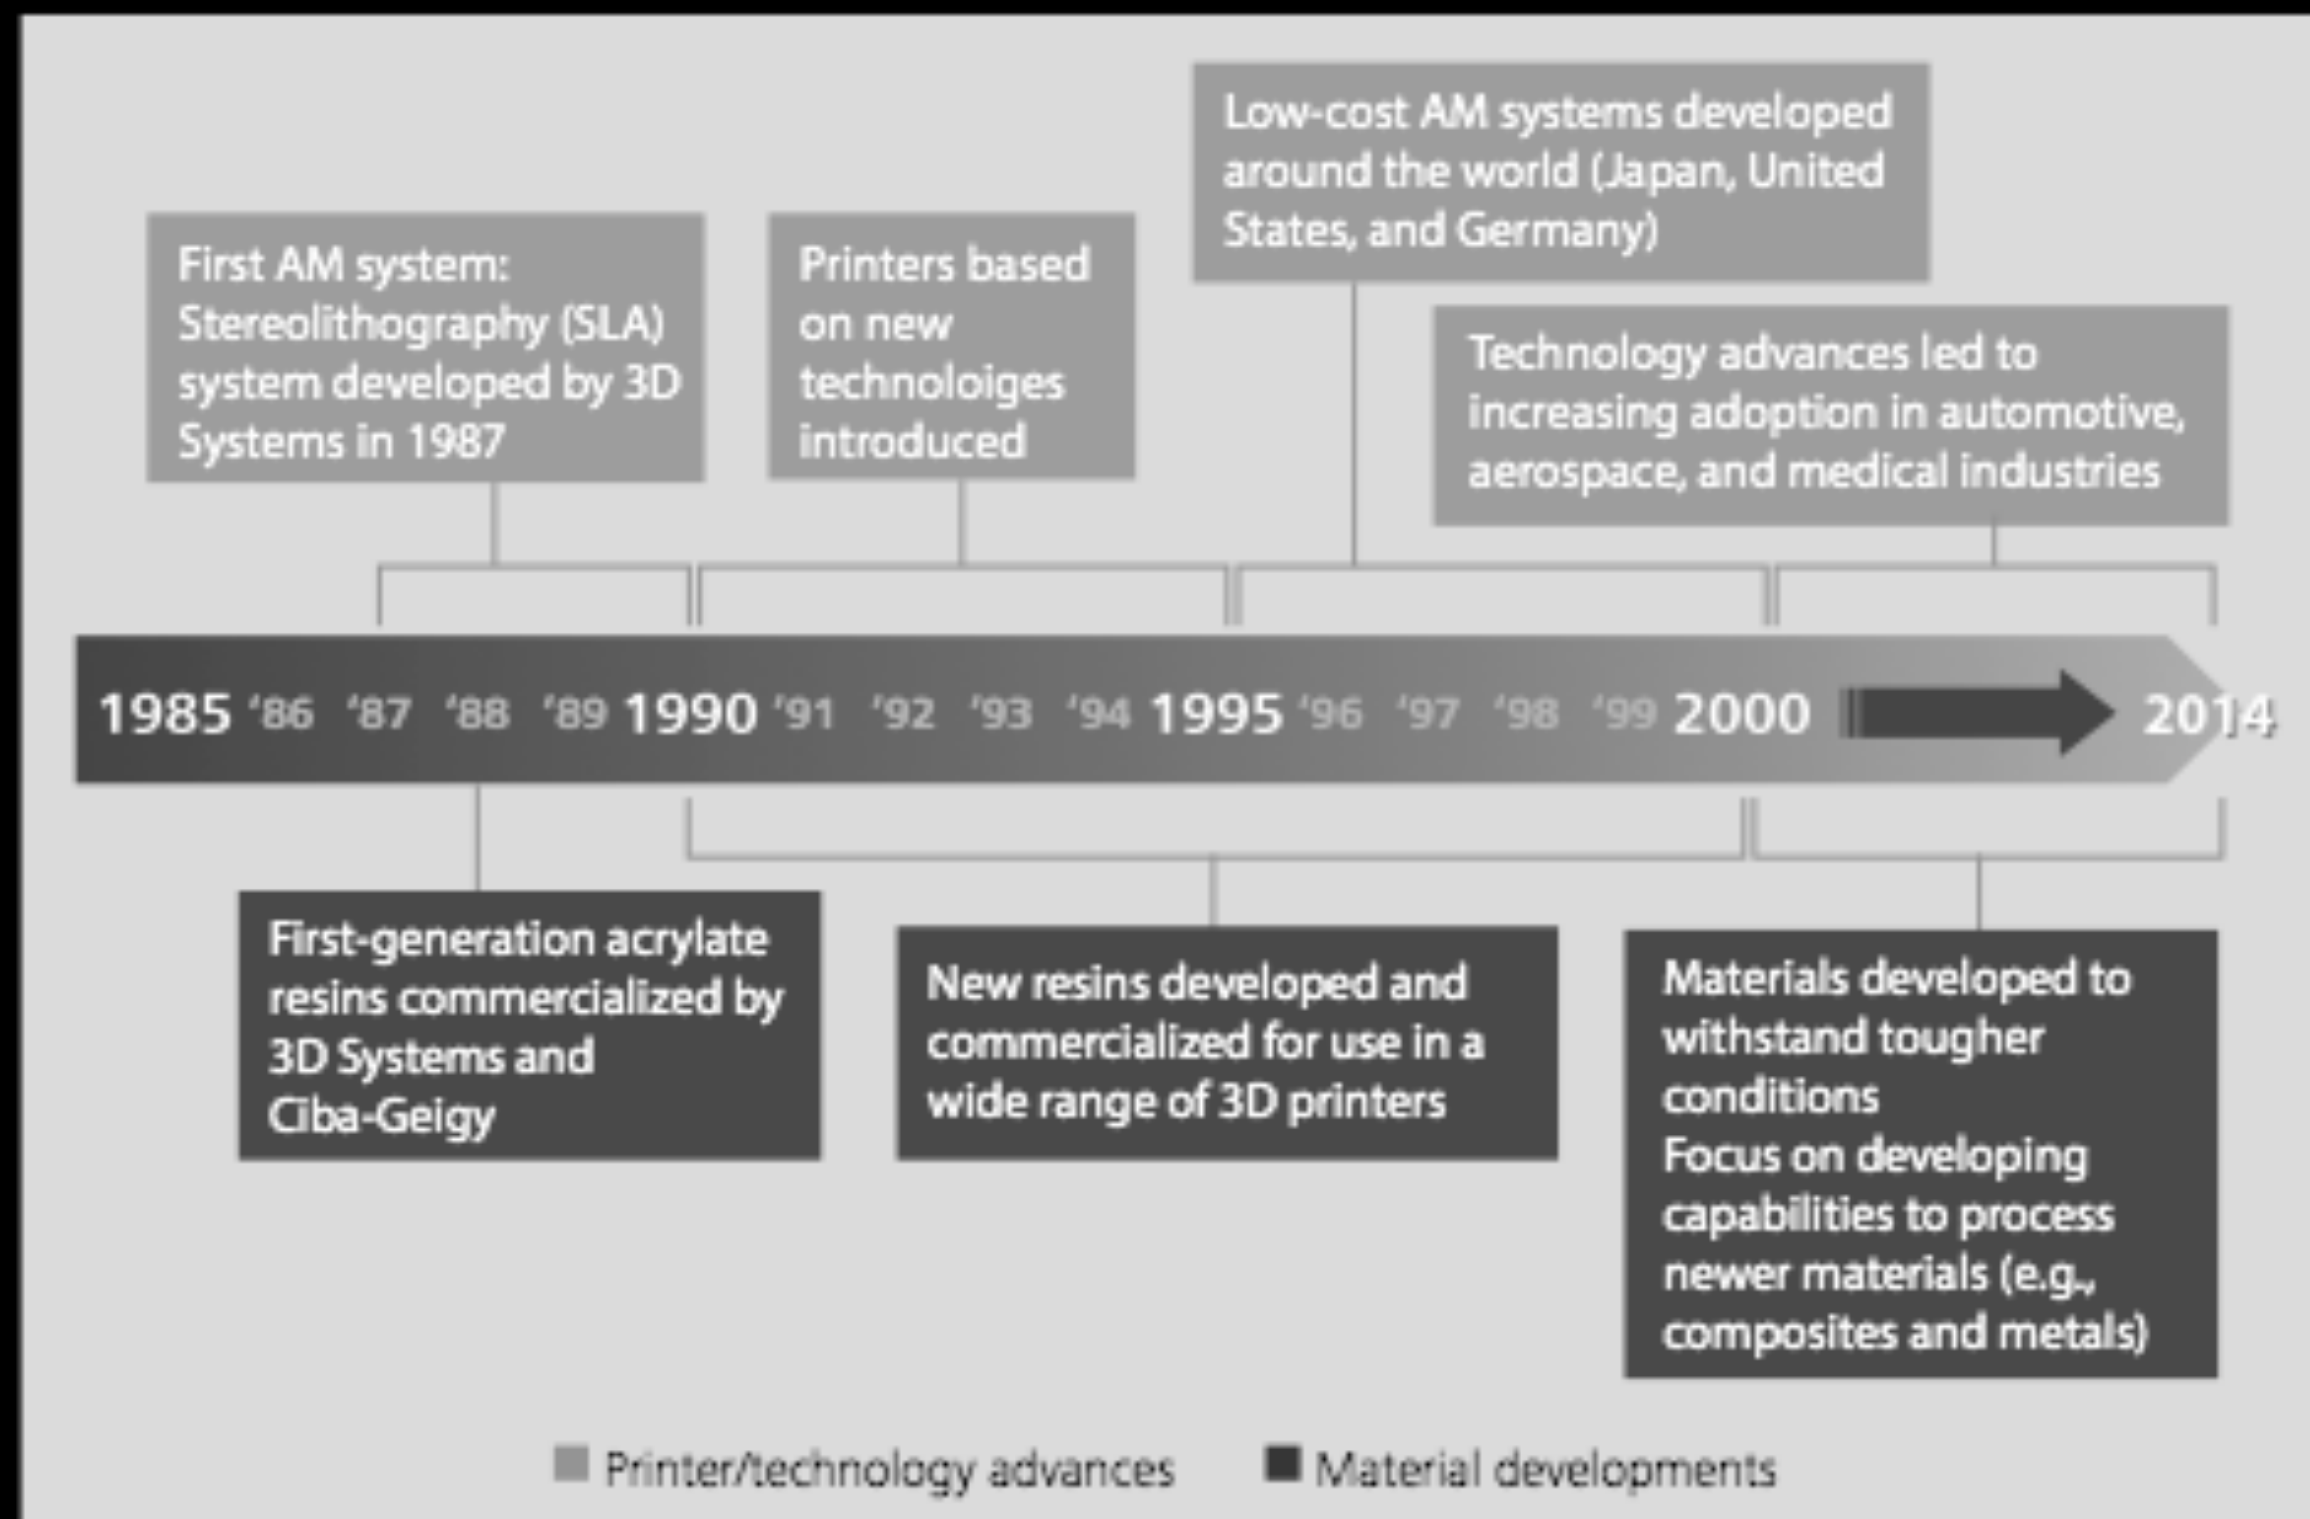 Low-cost AM systems developed
around the world (Japan, United
States, and Germany)
First AM system:
Stereolithography (SLA)
system developed by 3D
Systems in 1987
Printers based
on new
technoloiges
introduced
Technology advances led to
increasing adoption in automotive,
aerospace, and medical industries
1985 ‘86 ‘87 ‘88 ‘89 1990 ‘91 ‘92 ‘93 ‘94 1995 ‘96 ‘97 ‘98 ‘99 2000 2014
First-generation acrylate
resins commercialized by
3D Systems and
Ciba-Geigy
New resins developed and
commercialized for use in a
wide range of 3D printers
Materials developed to
withstand tougher
conditions
Focus on developing
capabilities to process
newer materials (e.g.,
composites and metals)
Printer/technology advances
Material developments